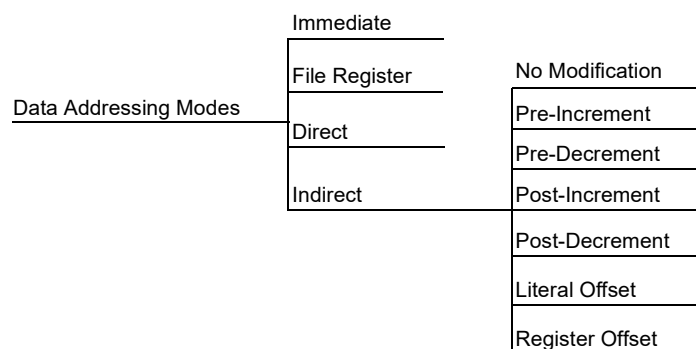 Immediate
No Modification
File Register
Data Addressing Modes
Pre-Increment
Direct
Pre-Decrement
Indirect
Post-Increment
Post-Decrement
Literal Offset
Register Offset